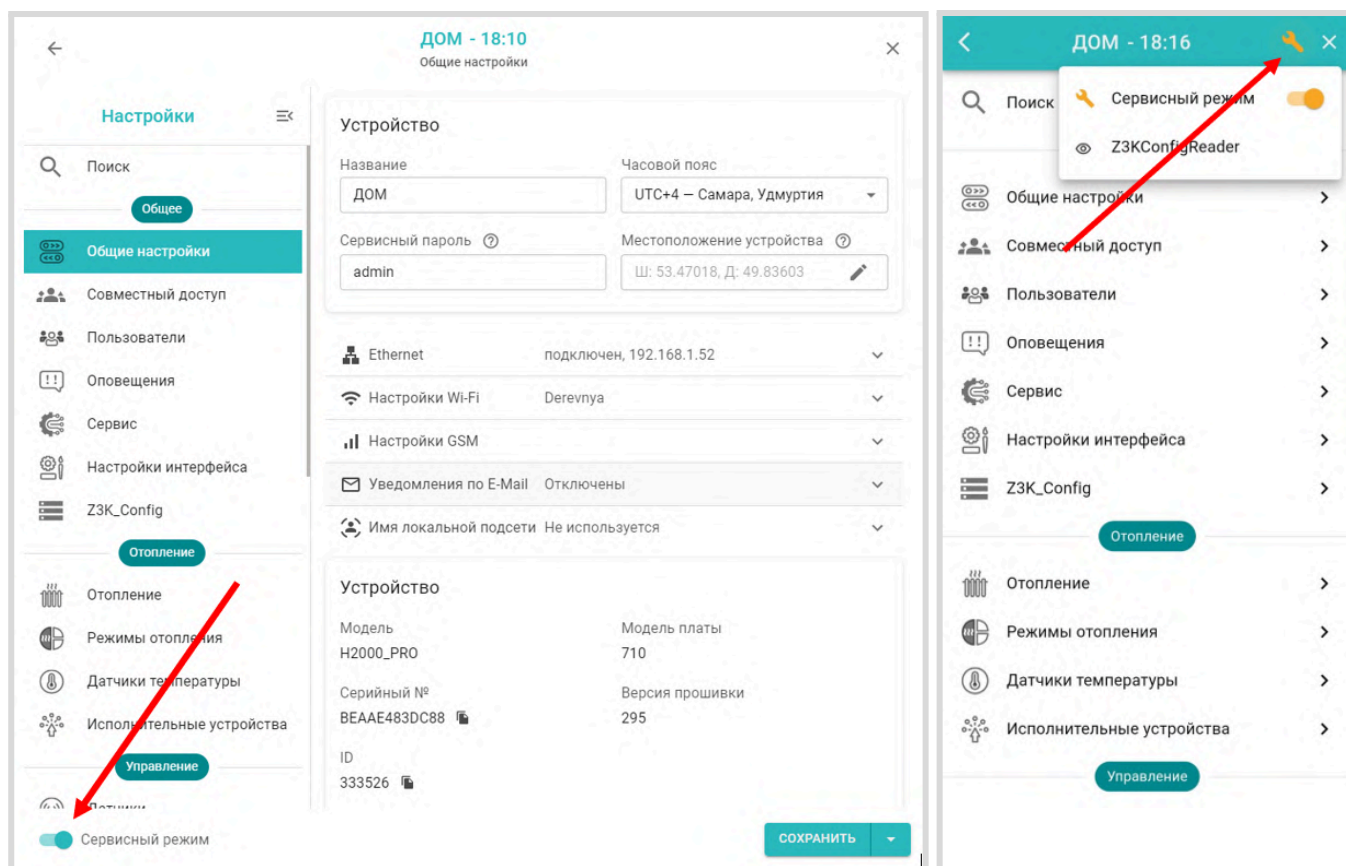 ДОМ - 18:10
Общие настройки
Настройки
Поиск
Общее
Общие настройки
Совместный доступ
Пользователи
Оповещения
Сервис
Настройки интерфейса
Z3K_Config
Отопление
Отопление
Режимы отопления
Датчики температуры
Исполнительные устройства
Управление
Датчики
Сервисный режим
Устройство
Название Часовой пояс
ДОМ UTC+4 — Самара, Удмуртия
Сервисный пароль Местоположение устройства
admin Ш: 53.47018, Д: 49.83603
Ethernet подключен, 192.168.1.52
Настройки Wi-Fi Derevnya
Настройки GSM
Уведомления по E-Mail Отключены
Имя локальной подсети Не используется
Устройство
Модель Модель платы
H2000_PRO 710
Серийный № Версия прошивки
BEAAE483DC88 295
ID
333526
СОХРАНИТЬ
ДОМ - 18:16
Сервисный режим
Z3KConfigReader
Поиск
Общие настройки
Совместный доступ
Пользователи
Оповещения
Сервис
Настройки интерфейса
Z3K_Config
Отопление
Отопление
Режимы отопления
Датчики температуры
Исполнительные устройства
Управление